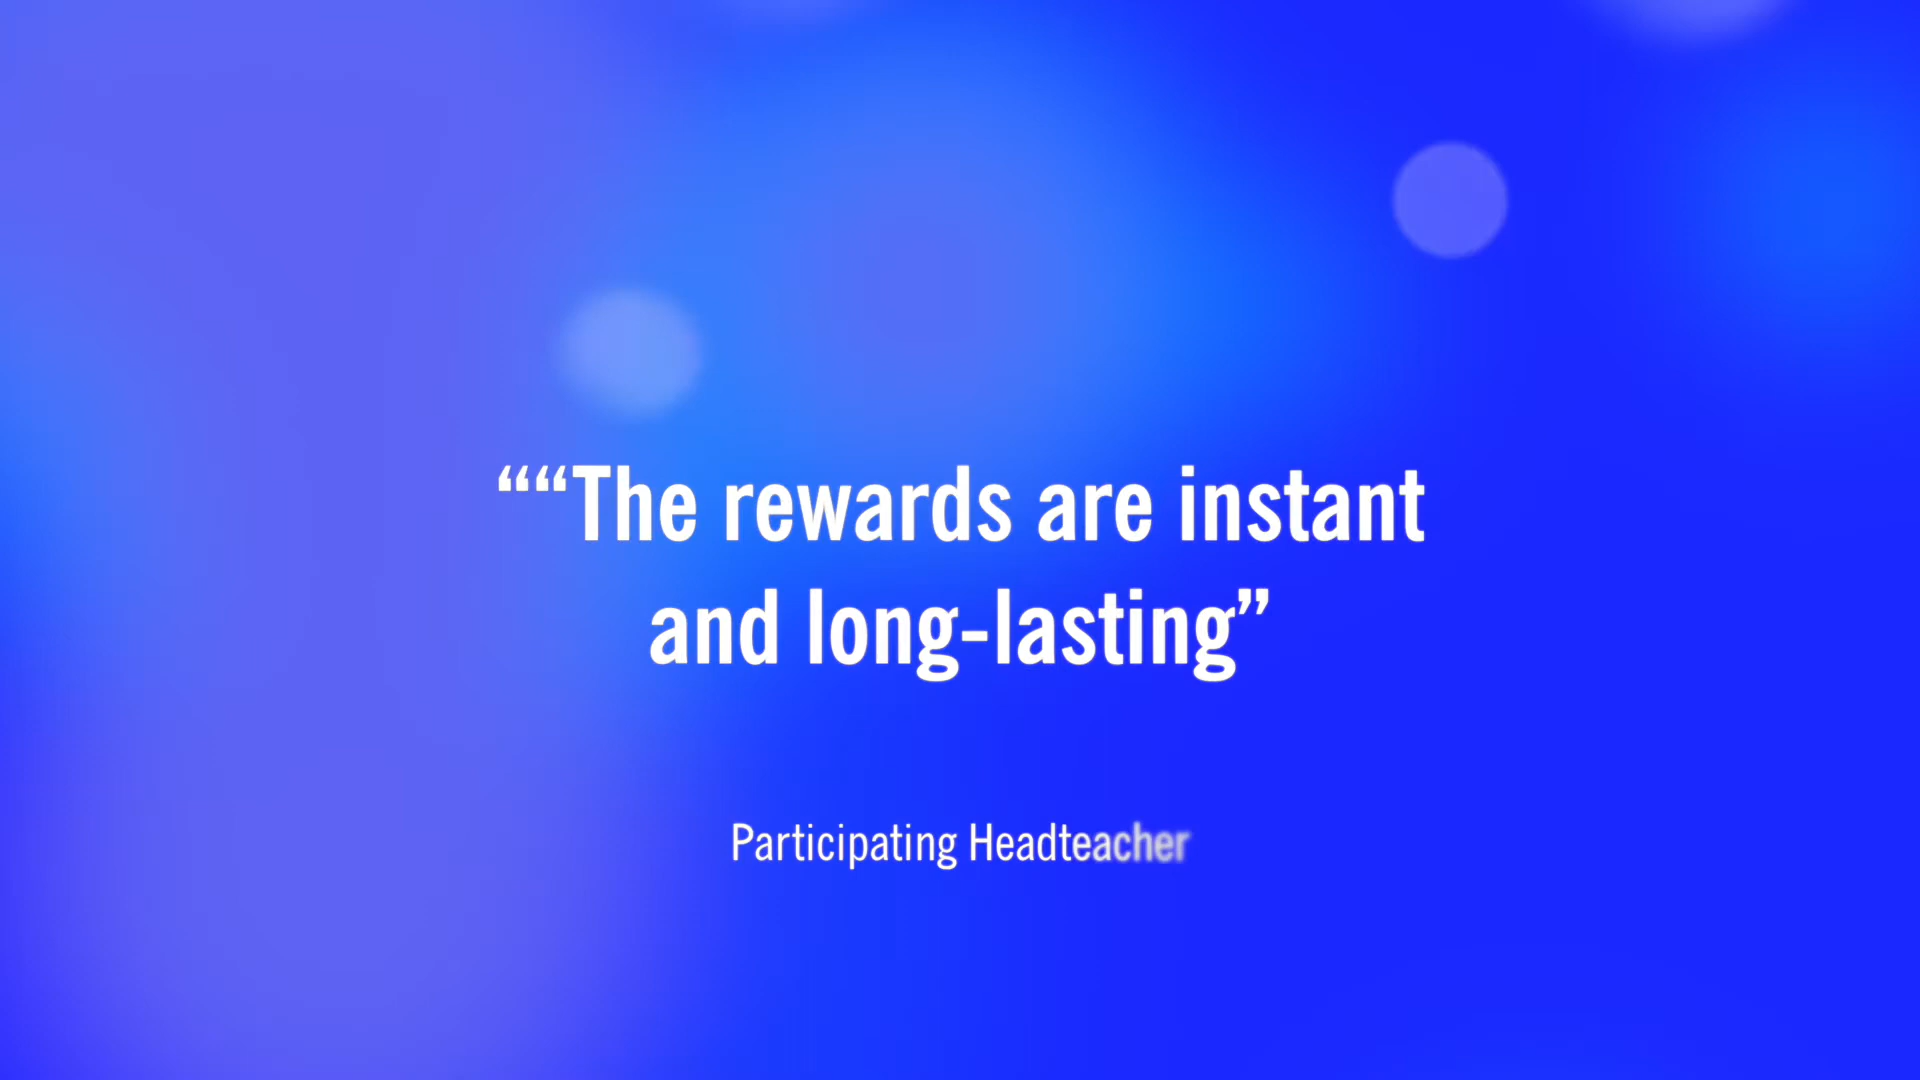 ““The rewards are instant
and long-lasting”
Participating Headteacher